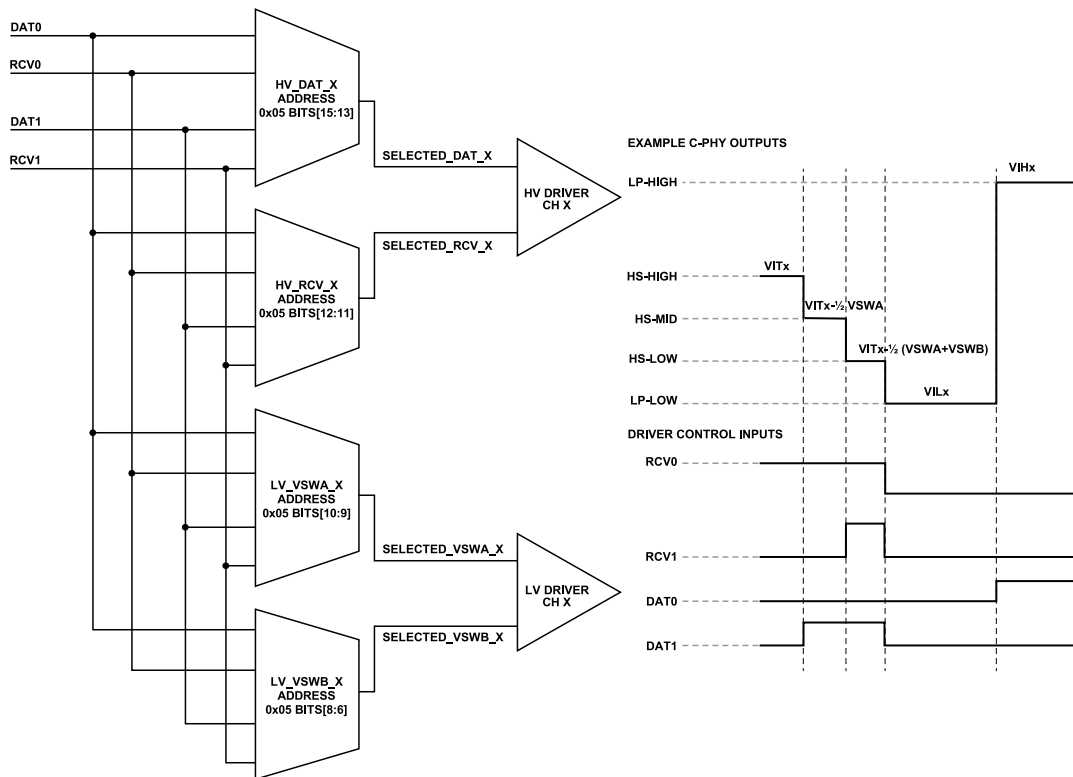 DAT0
RCV0
DAT1
RCV1
HV_DAT_X
ADDRESS
0x05 BITS[15:13]
HV_RCV_X
ADDRESS
0x05 BITS[12:11]
LV_VSWA_X
ADDRESS
0x05 BITS[10:9]
LV_VSWB_X
ADDRESS
0x05 BITS[8:6]
SELECTED_DAT_X
SELECTED_RCV_X
SELECTED_VSWA_X
SELECTED_VSWB_X
HV DRIVER
CH X
LV DRIVER
CH X
EXAMPLE C-PHY OUTPUTS
LP-HIGH
VIHx
HS-HIGH
VITx
HS-MID
VITx-½ VSWA
HS-LOW
VITx-½ (VSWA+VSWB)
LP-LOW
VILx
DRIVER CONTROL INPUTS
RCV0
RCV1
DAT0
DAT1